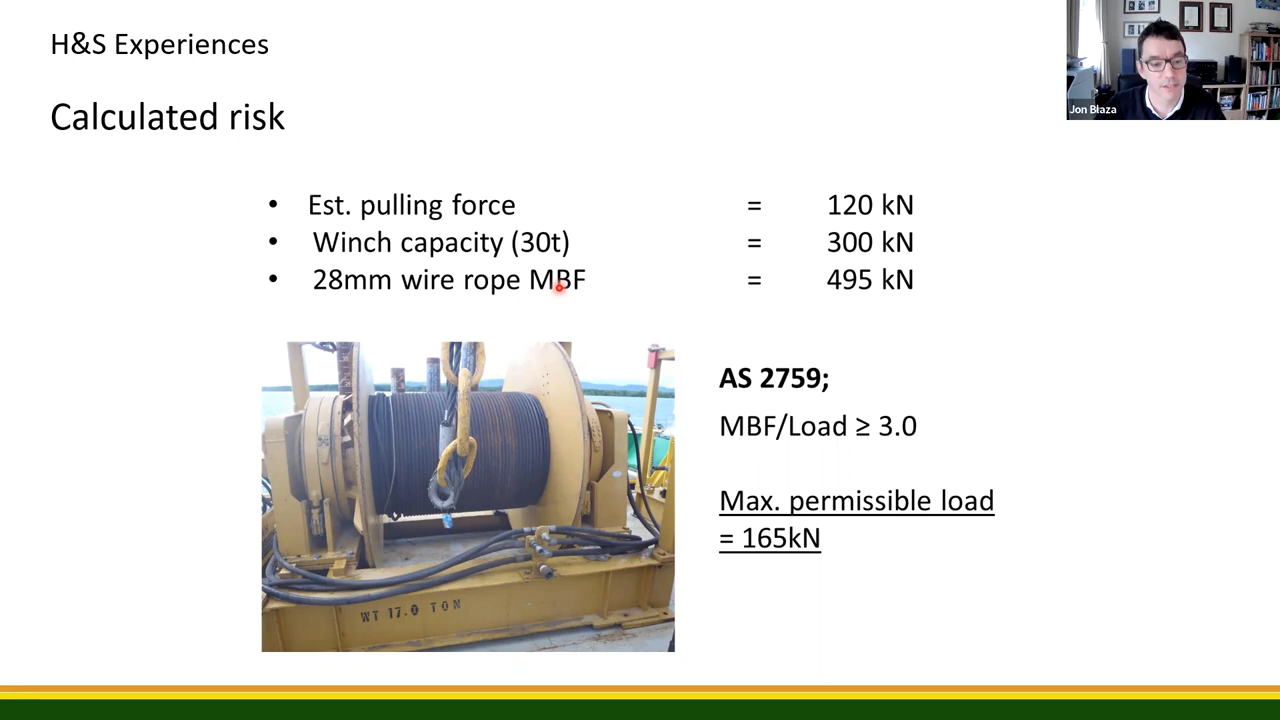 H&S Experiences
Calculated risk
• Est. pulling force = 120 kN
• Winch capacity (30t) = 300 kN
• 28mm wire rope MBF = 495 kN
AS 2759;
MBF/Load ≥ 3.0
Max. permissible load
= 165kN
WT 17.0 TON
Jon Blaza